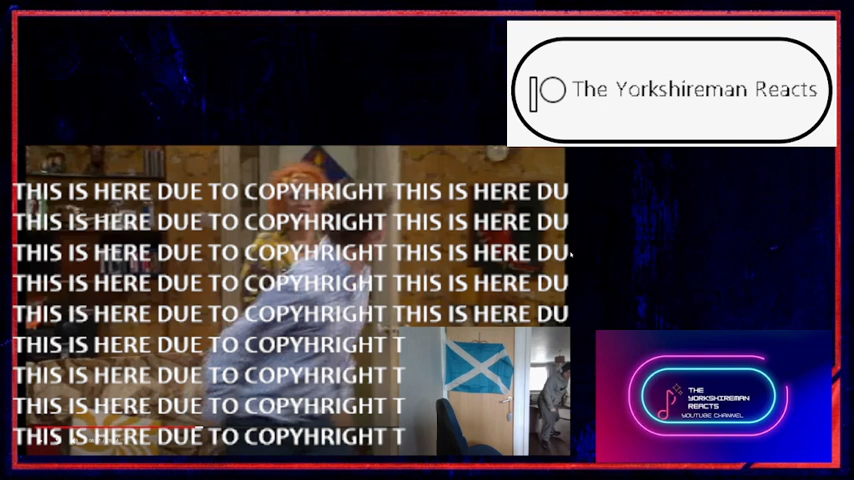 The Yorkshireman Reacts
THIS IS HERE DUE TO COPYHRIGHT THIS IS HERE DU
THIS IS HERE DUE TO COPYHRIGHT THIS IS HERE DU
THIS IS HERE DUE TO COPYHRIGHT THIS IS HERE DU
THIS IS HERE DUE TO COPYHRIGHT THIS IS HERE DU
THIS IS HERE DUE TO COPYHRIGHT THIS IS HERE DU
THIS IS HERE DUE TO COPYHRIGHT T
THIS IS HERE DUE TO COPYHRIGHT T
THIS IS HERE DUE TO COPYHRIGHT T
THIS IS HERE DUE TO COPYHRIGHT T
THE
YORKSHIREMAN
REACTS
YOUTUBE CHANNEL